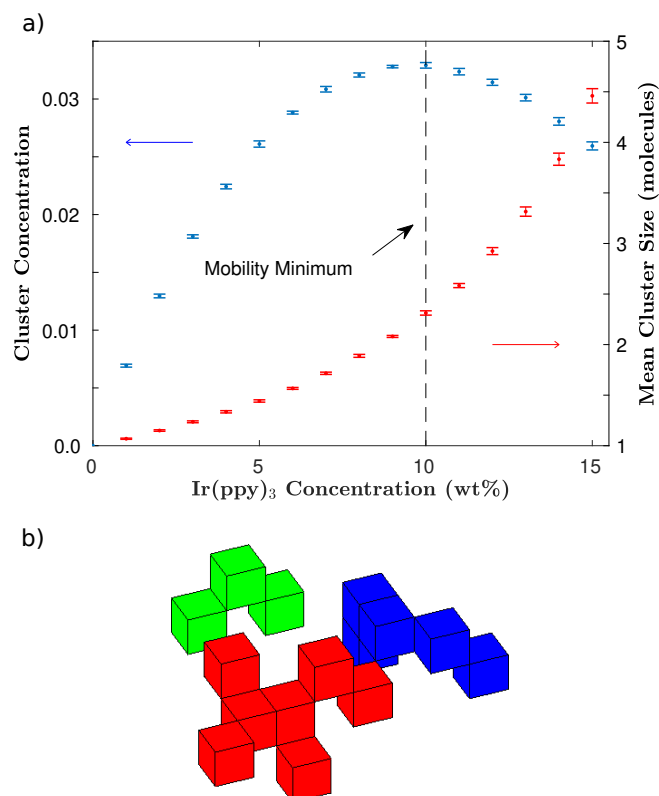 a)
Cluster Concentration
0.03
0.02
0.01
0.0
Mobility Minimum
5
4
3
2
1
Mean Cluster Size (molecules)
0 5 10 15
Ir(ppy)₃ Concentration (wt%)
b)